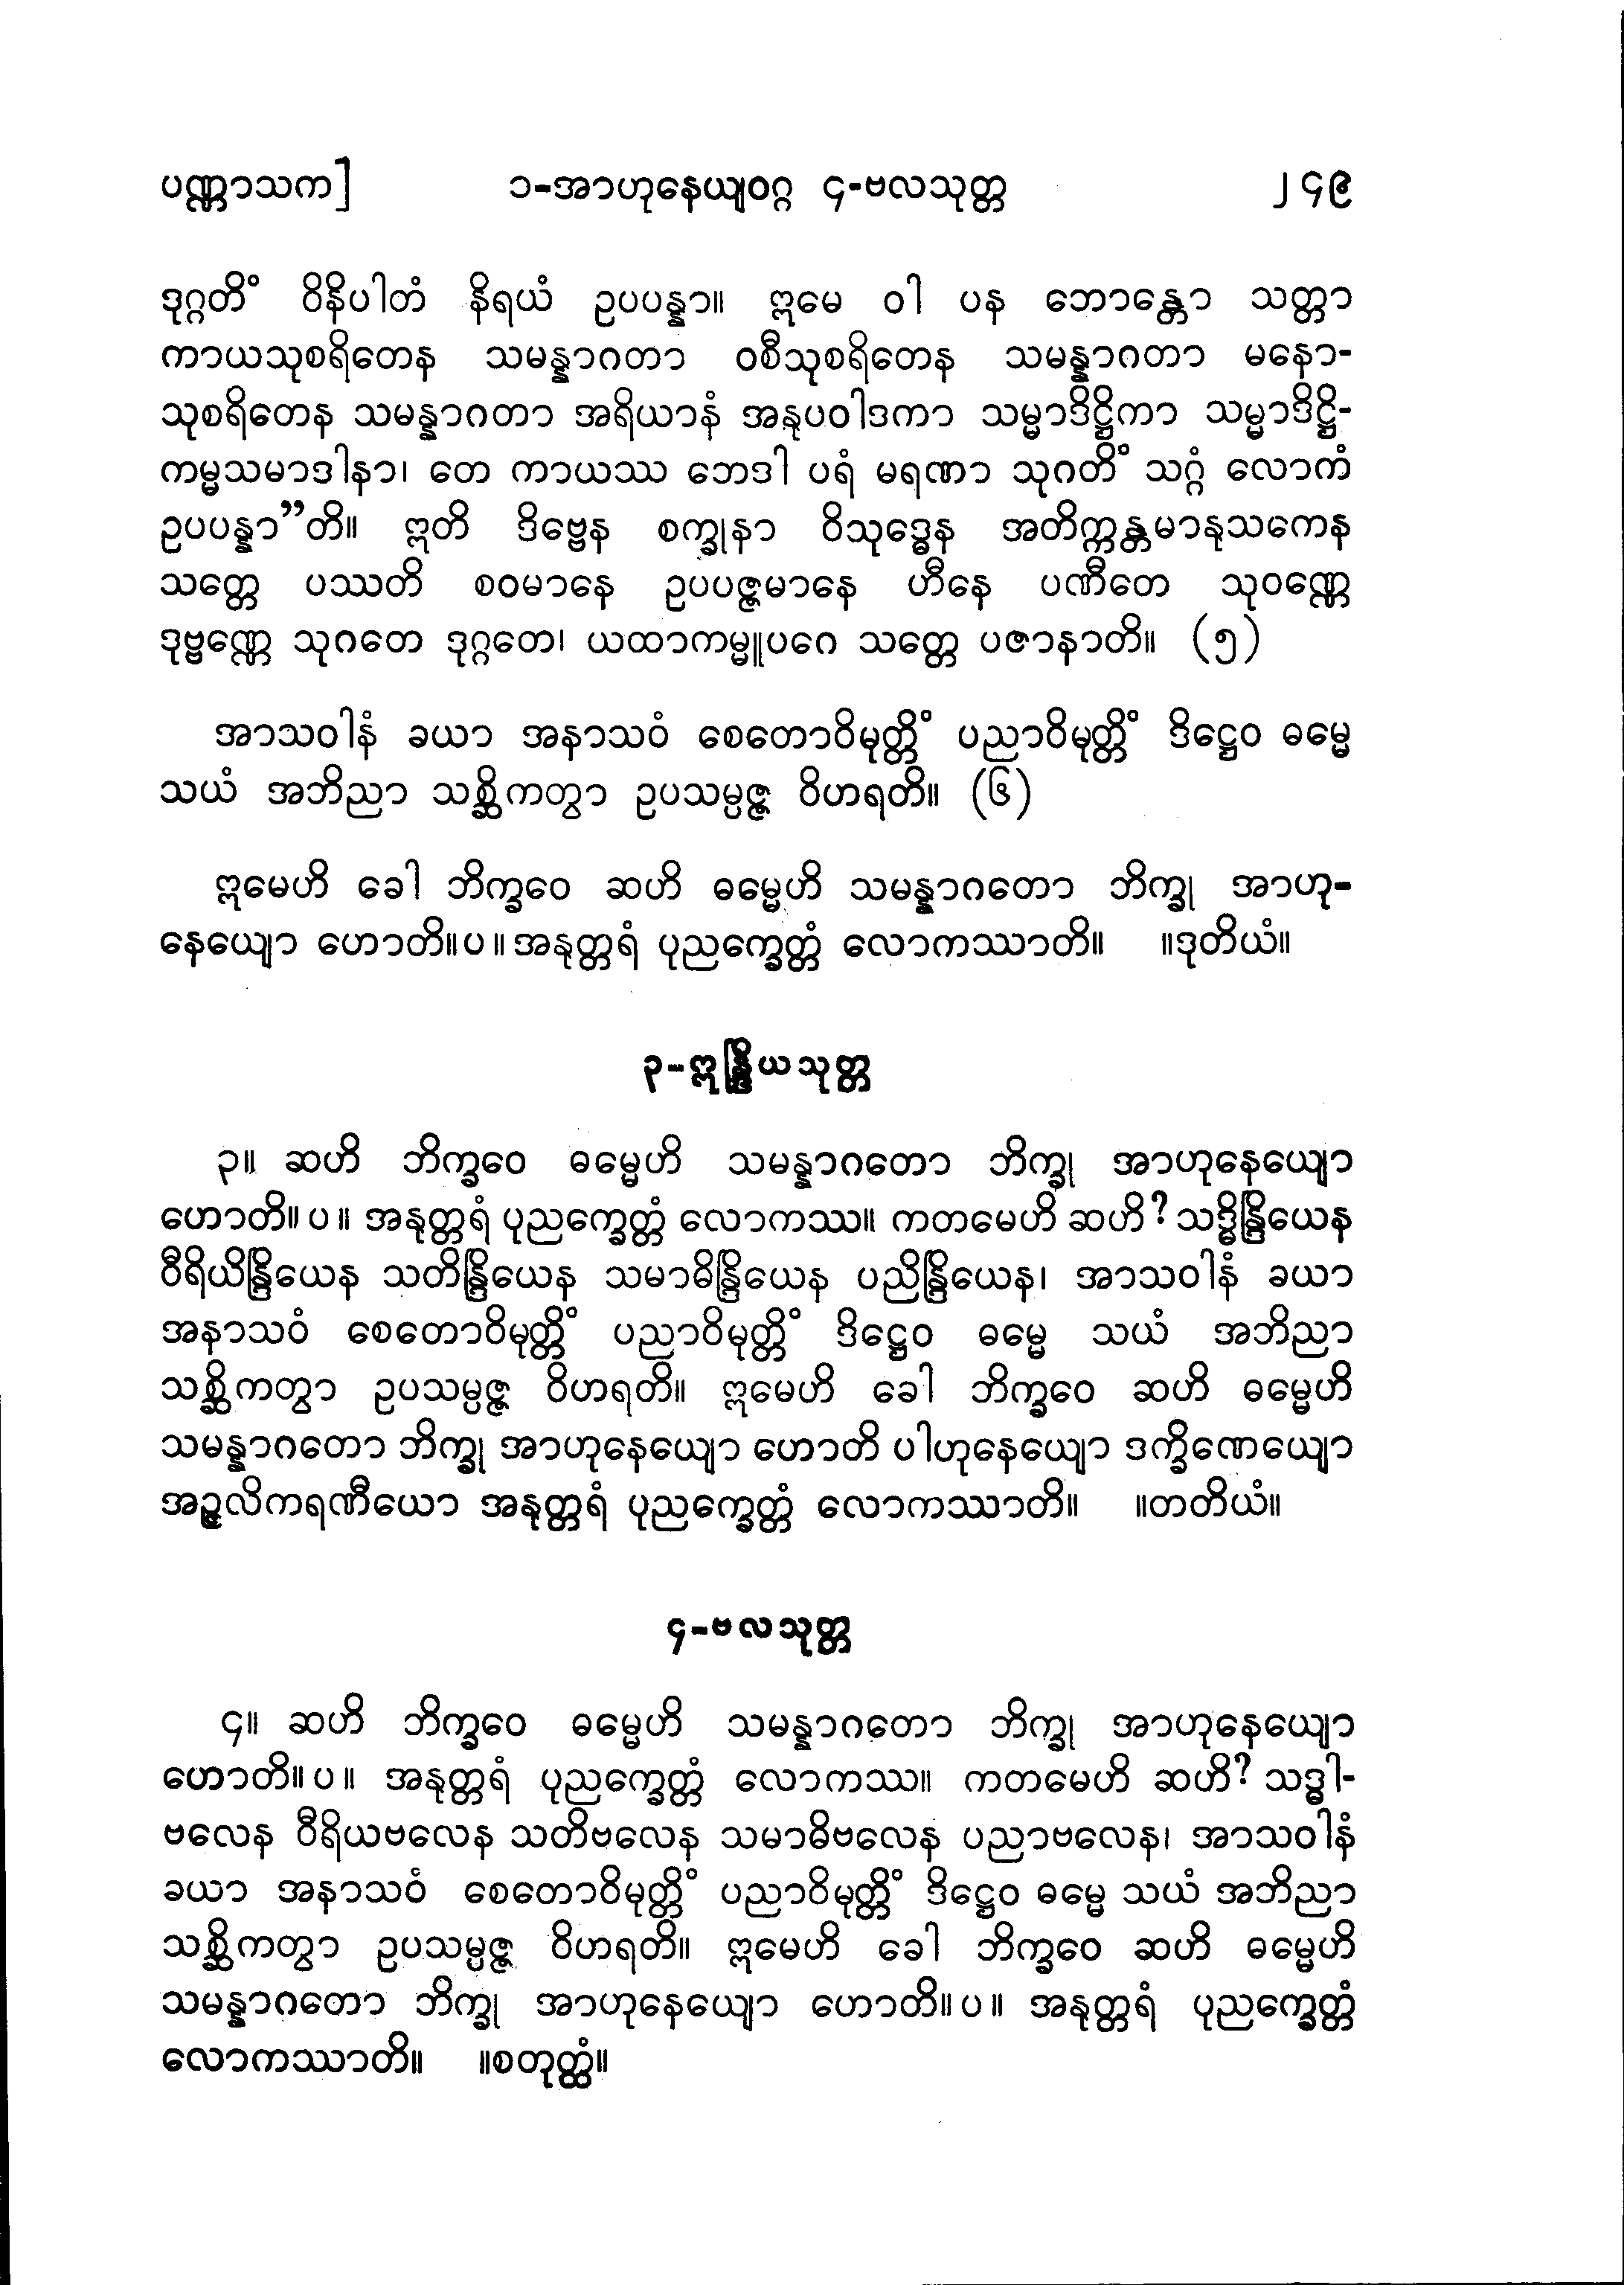 ပဏ္ဏာသက] ၁-အာဟုနေယျဝဂ္ဂ ၄-ဗလသုတ္တ ၂၄၉
ဒုဂ္ဂတိံ ဝိနိပါတံ နိရယံ ဥပပန္နာ။ ဣမေ ဝါ ပန ဘောန္တော သတ္တာ
ကာယသုစရိတေန သမန္နာဂတာ ဝစီသုစရိတေန သမန္နာဂတာ မနော-
သုစရိတေန သမန္နာဂတာ အရိယာနံ အနုပဝါဒကာ သမ္မာဒိဋ္ဌိကာ သမ္မာဒိဋ္ဌိ-
ကမ္မသမာဒါနာ၊ တေ ကာယဿ ဘေဒါ ပရံ မရဏာ သုဂတိံ သဂ္ဂံ လောကံ
ဥပပန္နာ”တိ။ ဣတိ ဒိဗ္ဗေန စက္ခုနာ ဝိသုဒ္ဓေန အတိက္ကန္တမာနုသကေန
သတ္တေ ပဿတိ စဝမာနေ ဥပပဇ္ဇမာနေ ဟီနေ ပဏီတေ သုဝဏ္ဏေ
ဒုဗ္ဗဏ္ဏေ သုဂတေ ဒုဂ္ဂတေ၊ ယထာကမ္မူပဂေ သတ္တေ ပဇာနာတိ။ (၅)
အာသဝါနံ ခယာ အနာသဝံ စေတောဝိမုတ္တိံ ပညာဝိမုတ္တိံ ဒိဋ္ဌေဝ ဓမ္မေ
သယံ အဘိညာ သစ္ဆိကတွာ ဥပသမ္ပဇ္ဇ ဝိဟရတိ။ (၆)
ဣမေဟိ ခေါ ဘိက္ခဝေ ဆဟိ ဓမ္မေဟိ သမန္နာဂတော ဘိက္ခု အာဟု-
နေယျော ဟောတိ။ပ။အနုတ္တရံ ပုညက္ခေတ္တံ လောကဿာတိ။ ။ဒုတိယံ။
၃-ဣန္ဒြိယသုတ္တ
၃။ ဆဟိ ဘိက္ခဝေ ဓမ္မေဟိ သမန္နာဂတော ဘိက္ခု အာဟုနေယျော
ဟောတိ။ပ။ အနုတ္တရံ ပုညက္ခေတ္တံ လောကဿ။ ကတမေဟိ ဆဟိ? သဒ္ဓိန္ဒြိယေန
ဝီရိယိန္ဒြိယေန သတိန္ဒြိယေန သမာဓိန္ဒြိယေန ပညိန္ဒြိယေန၊ အာသဝါနံ ခယာ
အနာသဝံ စေတောဝိမုတ္တိံ ပညာဝိမုတ္တိံ ဒိဋ္ဌေဝ ဓမ္မေ သယံ အဘိညာ
သစ္ဆိကတွာ ဥပသမ္ပဇ္ဇ ဝိဟရတိ။ ဣမေဟိ ခေါ ဘိက္ခဝေ ဆဟိ ဓမ္မေဟိ
သမန္နာဂတော ဘိက္ခု အာဟုနေယျော ဟောတိ ပါဟုနေယျော ဒက္ခိဏေယျော
အဉ္ဇလိကရဏီယော အနုတ္တရံ ပုညက္ခေတ္တံ လောကဿာတိ။ ။တတိယံ။
၄-ဗလသုတ္တ
၄။ ဆဟိ ဘိက္ခဝေ ဓမ္မေဟိ သမန္နာဂတော ဘိက္ခု အာဟုနေယျော
ဟောတိ။ပ။ အနုတ္တရံ ပုညက္ခေတ္တံ လောကဿ။ ကတမေဟိ ဆဟိ? သဒ္ဓါ-
ဗလေန ဝီရိယဗလေန သတိဗလေန သမာဓိဗလေန ပညာဗလေန၊ အာသဝါနံ
ခယာ အနာသဝံ စေတောဝိမုတ္တိံ ပညာဝိမုတ္တိံ ဒိဋ္ဌေဝ ဓမ္မေ သယံ အဘိညာ
သစ္ဆိကတွာ ဥပသမ္ပဇ္ဇ ဝိဟရတိ။ ဣမေဟိ ခေါ ဘိက္ခဝေ ဆဟိ ဓမ္မေဟိ
သမန္နာဂတော ဘိက္ခု အာဟုနေယျော ဟောတိ။ပ။ အနုတ္တရံ ပုညက္ခေတ္တံ
လောကဿာတိ။ ။စတုတ္ထံ။